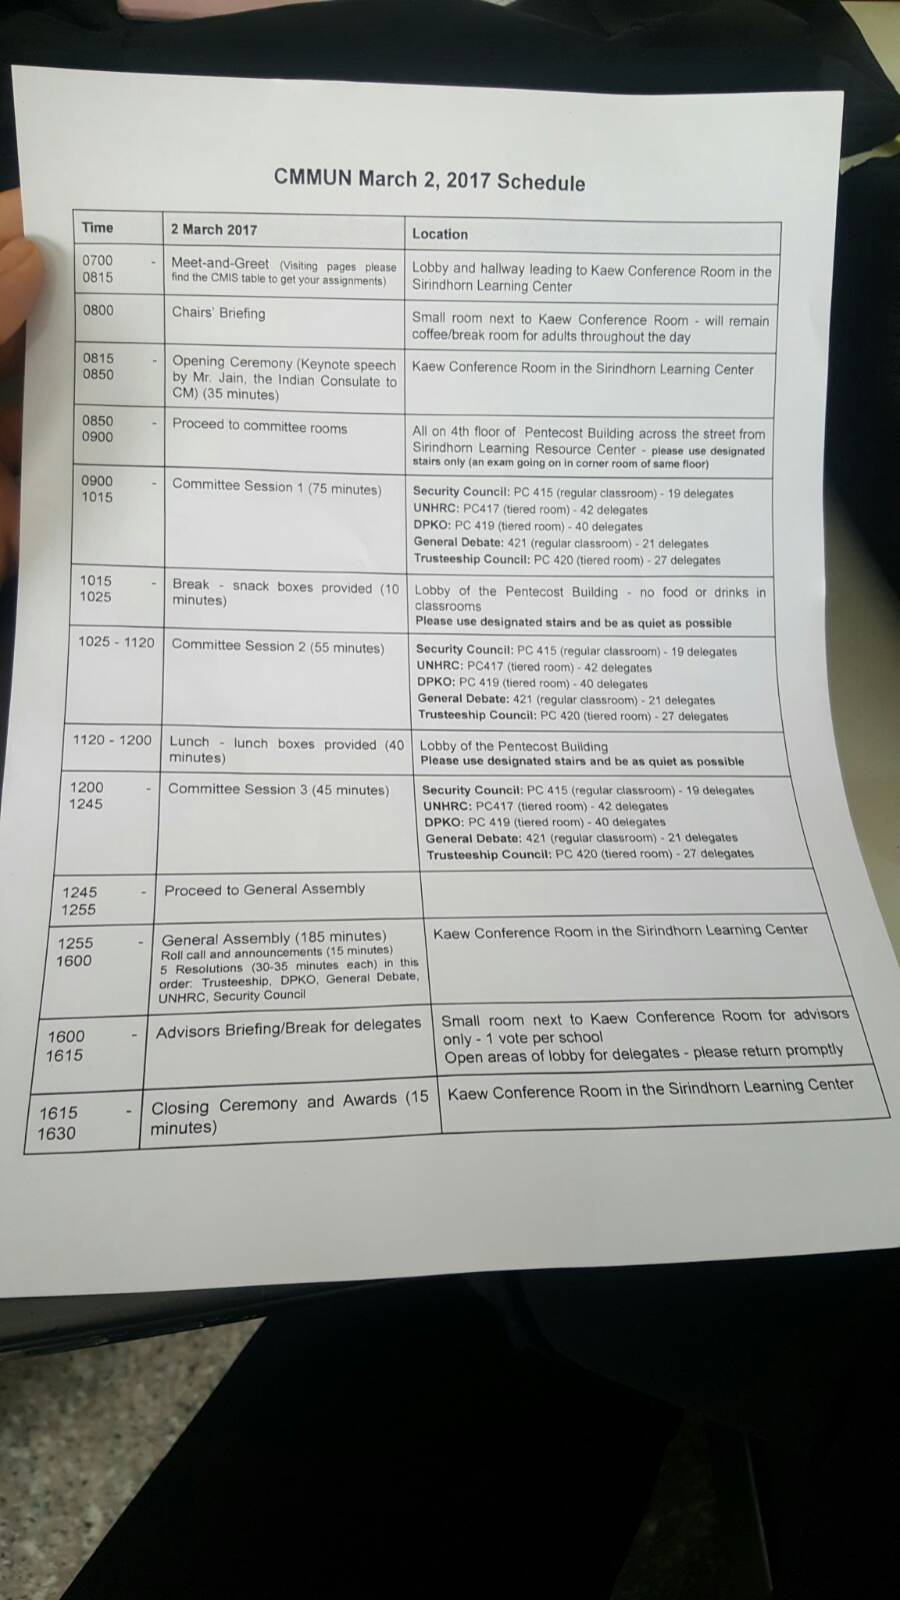 CMMUN March 2, 2017 Schedule
Time
2 March 2017
Location
0700 -
0815
Meet-and-Greet (Visiting pages please
find the CMIS table to get your assignments)
Lobby and hallway leading to Kaew Conference Room in the
Sirindhorn Learning Center
0800
Chairs' Briefing
Small room next to Kaew Conference Room - will remain
coffee/break room for adults throughout the day
0815 -
0850
Opening Ceremony (Keynote speech
by Mr. Jain, the Indian Consulate to
CM) (35 minutes)
Kaew Conference Room in the Sirindhorn Learning Center
0850 -
0900
Proceed to committee rooms
All on 4th floor of Pentecost Building across the street from
Sirindhorn Learning Resource Center - please use designated
stairs only (an exam going on in corner room of same floor)
0900 -
1015
Committee Session 1 (75 minutes)
Security Council: PC 415 (regular classroom) - 19 delegates
UNHRC: PC417 (tiered room) - 42 delegates
DPKO: PC 419 (tiered room) - 40 delegates
General Debate: 421 (regular classroom) - 21 delegates
Trusteeship Council: PC 420 (tiered room) - 27 delegates
1015 -
1025
Break - snack boxes provided (10
minutes)
Lobby of the Pentecost Building - no food or drinks in
classrooms
Please use designated stairs and be as quiet as possible
1025 - 1120
Committee Session 2 (55 minutes)
Security Council: PC 415 (regular classroom) - 19 delegates
UNHRC: PC417 (tiered room) - 42 delegates
DPKO: PC 419 (tiered room) - 40 delegates
General Debate: 421 (regular classroom) - 21 delegates
Trusteeship Council: PC 420 (tiered room) - 27 delegates
1120 - 1200
Lunch - lunch boxes provided (40
minutes)
Lobby of the Pentecost Building
Please use designated stairs and be as quiet as possible
1200 -
1245
Committee Session 3 (45 minutes)
Security Council: PC 415 (regular classroom) - 19 delegates
UNHRC: PC417 (tiered room) - 42 delegates
DPKO: PC 419 (tiered room) - 40 delegates
General Debate: 421 (regular classroom) - 21 delegates
Trusteeship Council: PC 420 (tiered room) - 27 delegates
1245 -
1255
Proceed to General Assembly
1255 -
1600
General Assembly (185 minutes)
Roll call and announcements (15 minutes)
5 Resolutions (30-35 minutes each) in this
order: Trusteeship, DPKO, General Debate,
UNHRC, Security Council
Kaew Conference Room in the Sirindhorn Learning Center
1600 -
1615
Advisors Briefing/Break for delegates
Small room next to Kaew Conference Room for advisors
only - 1 vote per school
Open areas of lobby for delegates - please return promptly
1615 -
1630
Closing Ceremony and Awards (15
minutes)
Kaew Conference Room in the Sirindhorn Learning Center